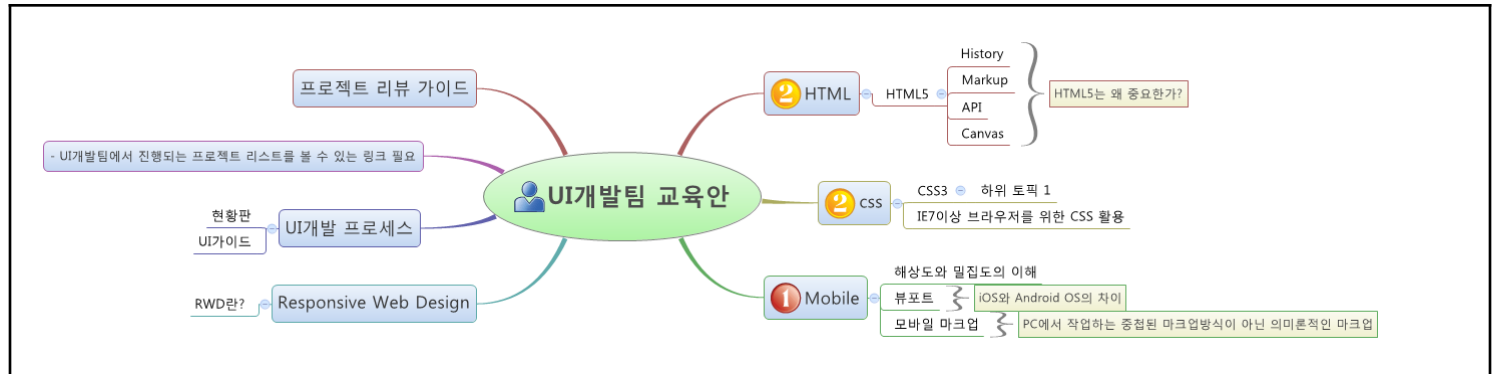 UI개발팀 교육안
프로젝트 리뷰 가이드
- UI개발팀에서 진행되는 프로젝트 리스트를 볼 수 있는 링크 필요
UI개발 프로세스
현황판
UI가이드
Responsive Web Design
RWD란?
2 HTML
HTML5
History
Markup
API
Canvas
HTML5는 왜 중요한가?
2 CSS
CSS3
하위 토픽 1
IE7이상 브라우저를 위한 CSS 활용
1 Mobile
해상도와 밀집도의 이해
뷰포트
iOS와 Android OS의 차이
모바일 마크업
PC에서 작업하는 중첩된 마크업방식이 아닌 의미론적인 마크업